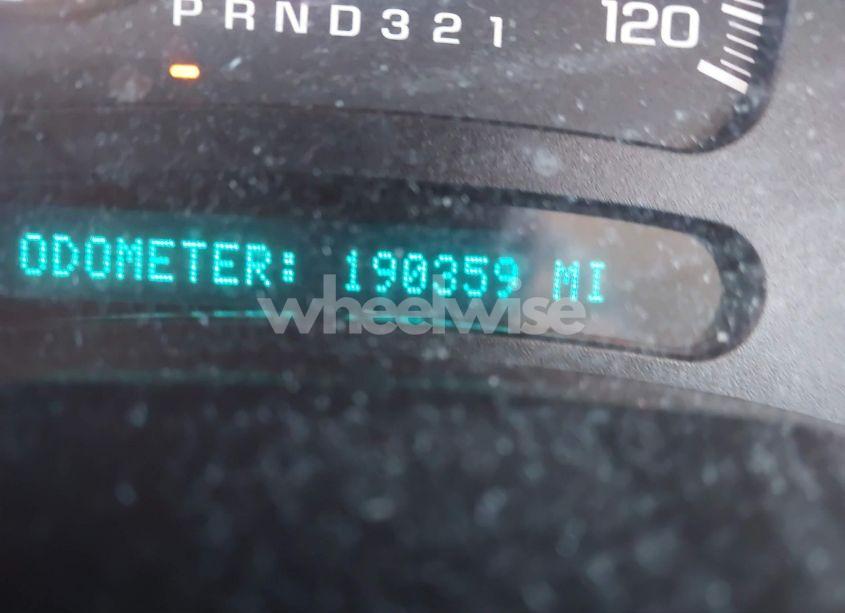 PRND321
120
ODOMETER: 190359 MI
wheelwise